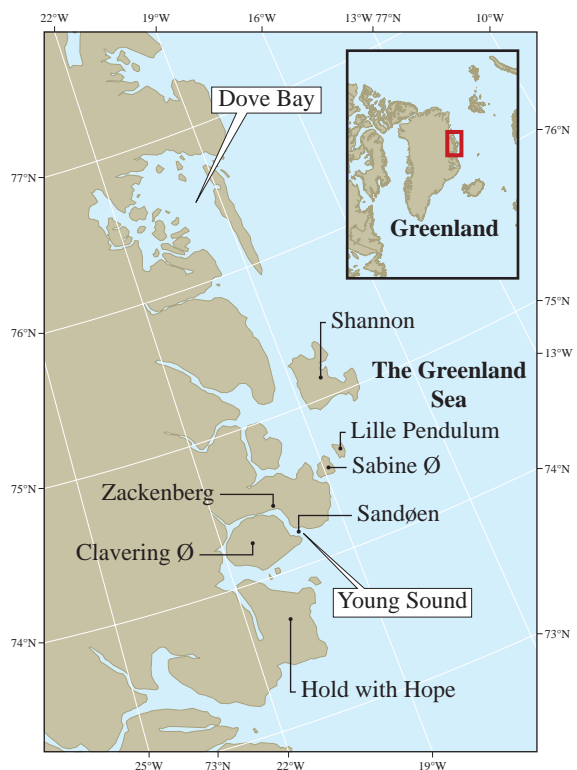 22°W 19°W 16°W 13°W 77°N 10°W
Dove Bay
76°N
77°N
Greenland
75°N
Shannon
76°N
13°W
The Greenland
Sea
Lille Pendulum
Sabine Ø
74°N
75°N
Zackenberg
Sandøen
Clavering Ø
Young Sound
74°N
73°N
Hold with Hope
25°W 73°N 22°W 19°W